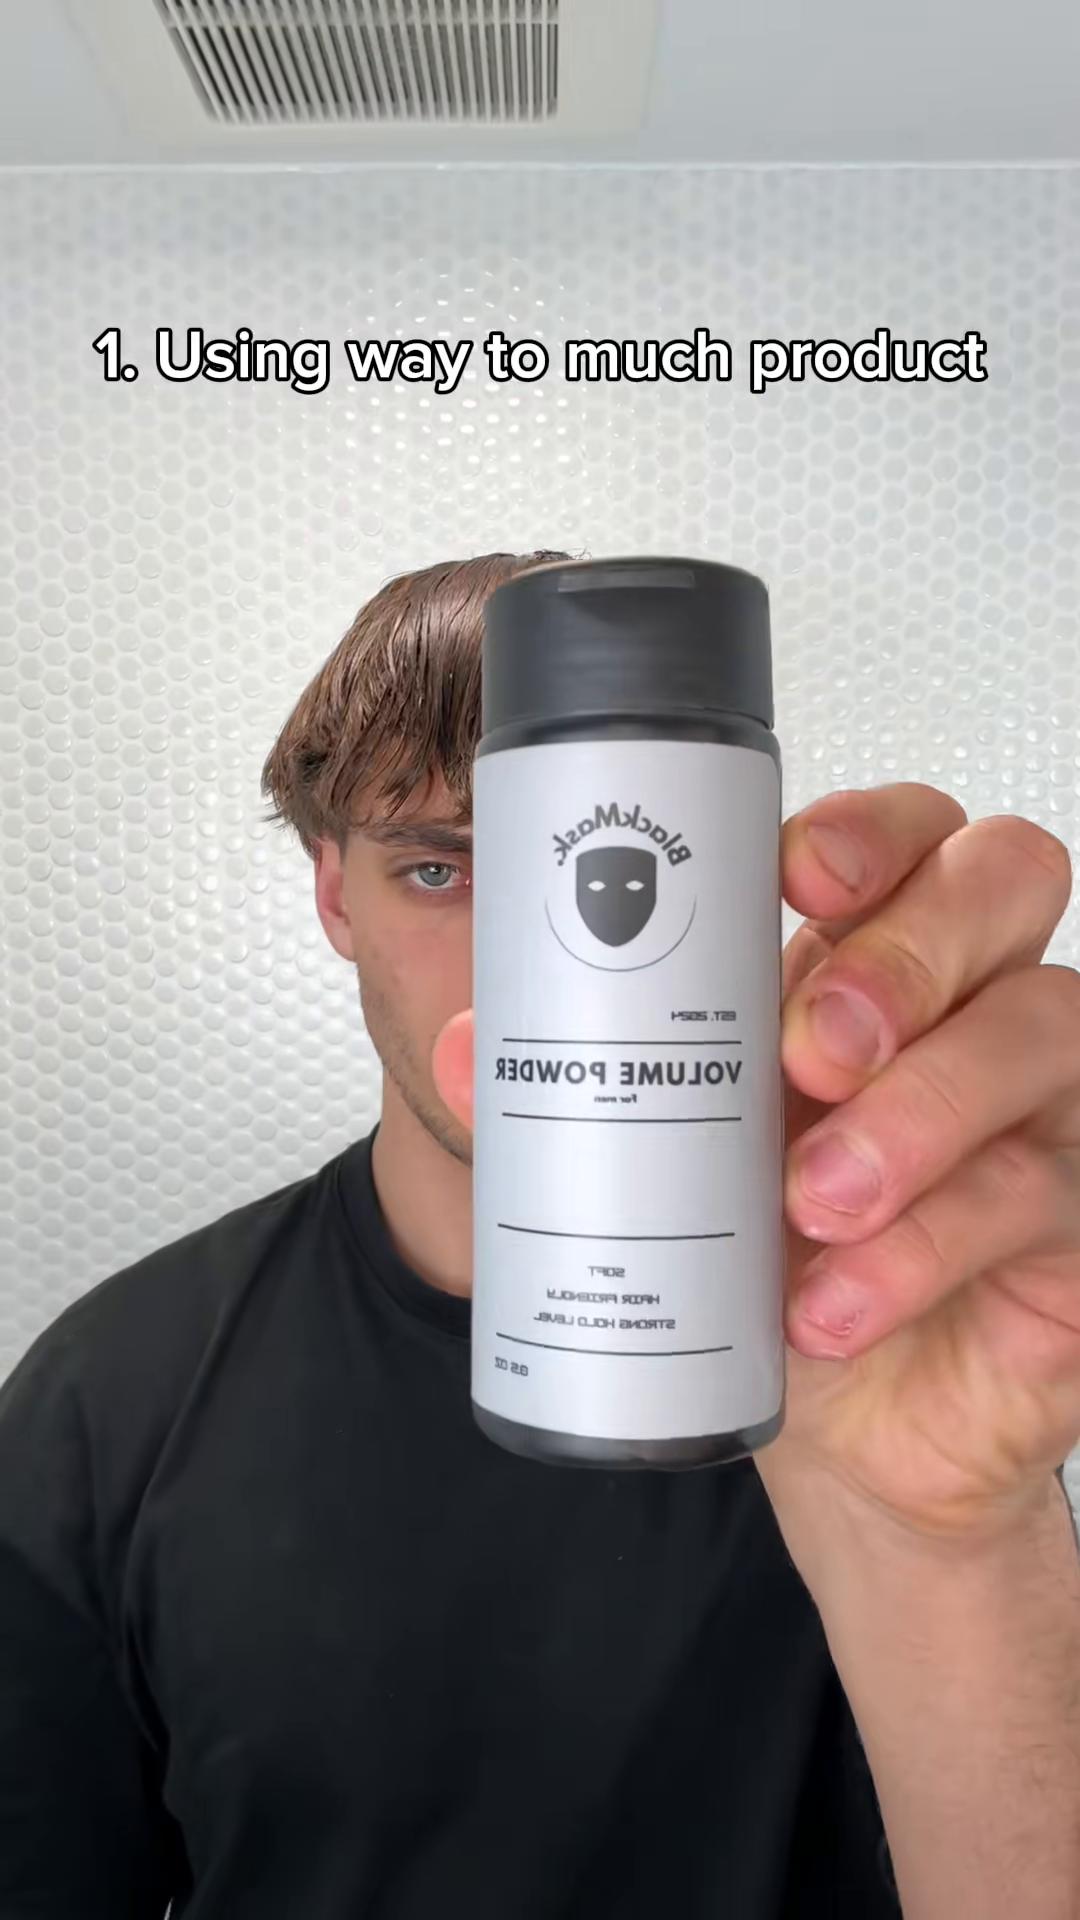 1. Using way to much product
BlackMask.
EST. 2024
VOLUME POWDER
For men
SOFT
HAIR FRIENDLY
STRONG HOLD LEVEL